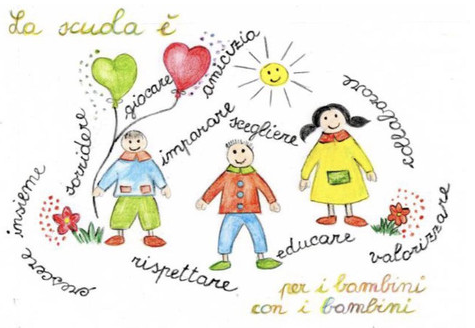 La scuola è
giocare
amicizia
sorridere
imparare
scegliere
collaborare
crescere insieme
rispettare
educare
valorizzare
per i bambini
con i bambini